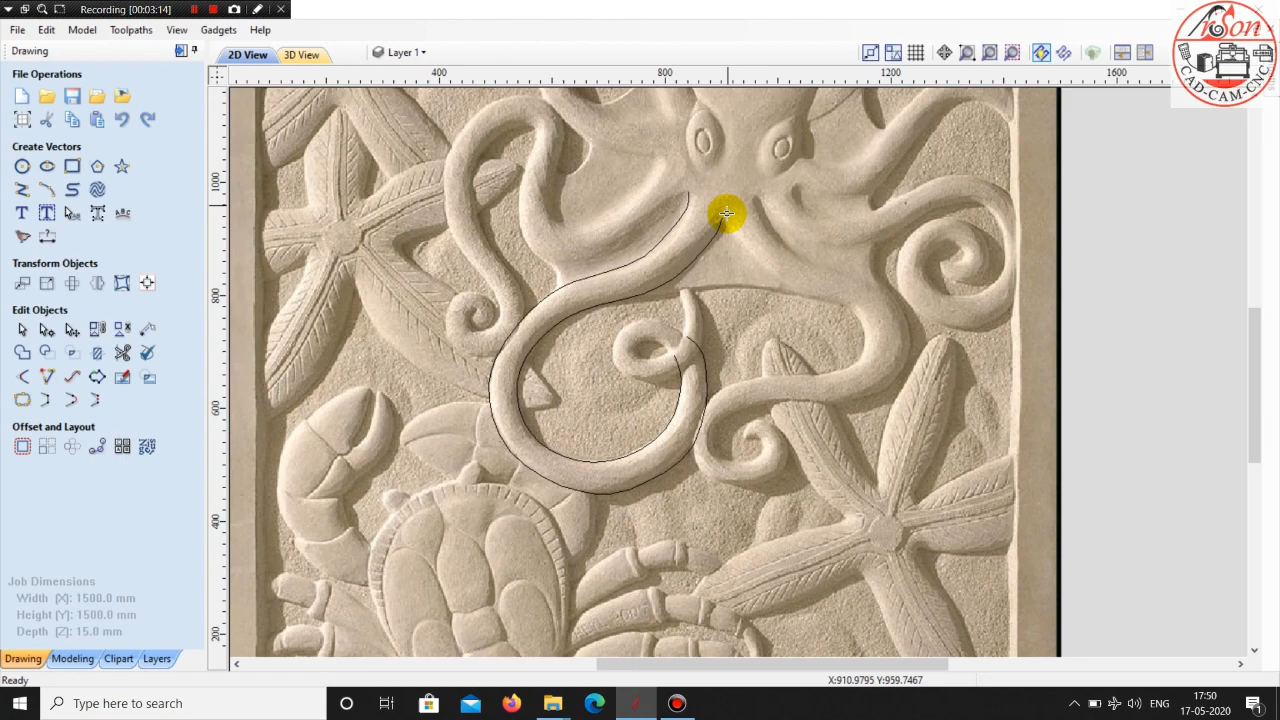 Recording [00:03:14]
File Edit Model Toolpaths View Gadgets Help
Drawing
2D View
3D View
Layer 1
File Operations
Create Vectors
Transform Objects
Edit Objects
Offset and Layout
Job Dimensions
Width (X): 1500.0 mm
Height (Y): 1500.0 mm
Depth (Z): 15.0 mm
400
800
1200
1600
1000
800
600
400
200
CAD-CAM-CNC
Drawing Modeling Clipart Layers
Ready
X:910.9795 Y:959.7467
Type here to search
ENG
17:50
17-05-2020